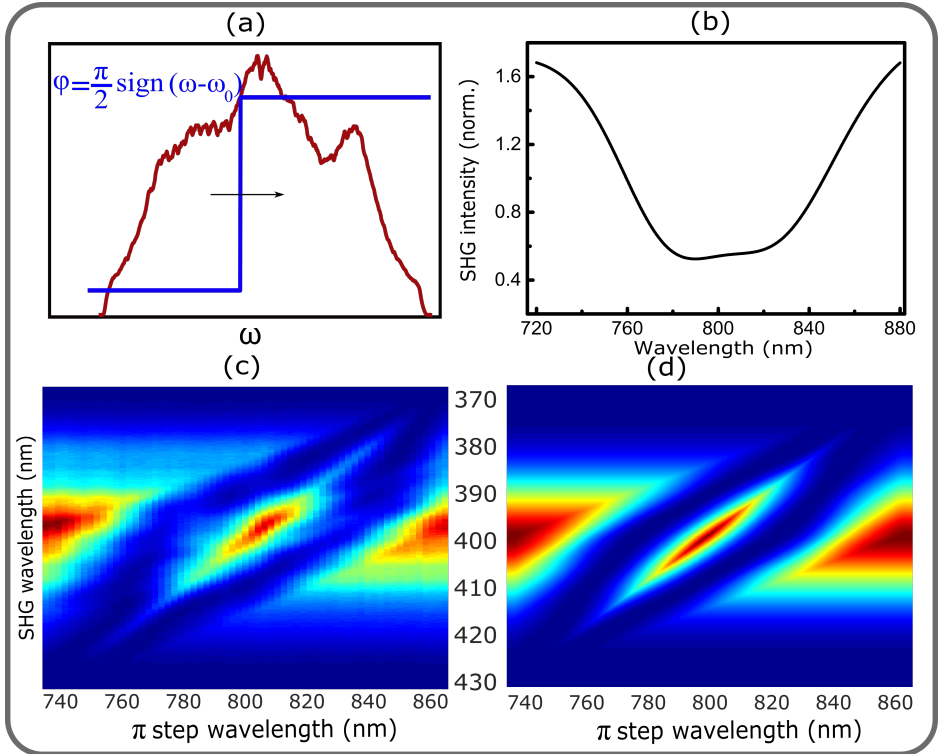 (a)
φ=π/2 sign (ω-ω₀)
ω
(b)
SHG intensity (norm.)
1.6
1.2
0.8
0.4
720 760 800 840 880
Wavelength (nm)
(c)
SHG wavelength (nm)
740 760 780 800 820 840 860
π step wavelength (nm)
370
380
390
400
410
420
430
(d)
740 760 780 800 820 840 860
π step wavelength (nm)